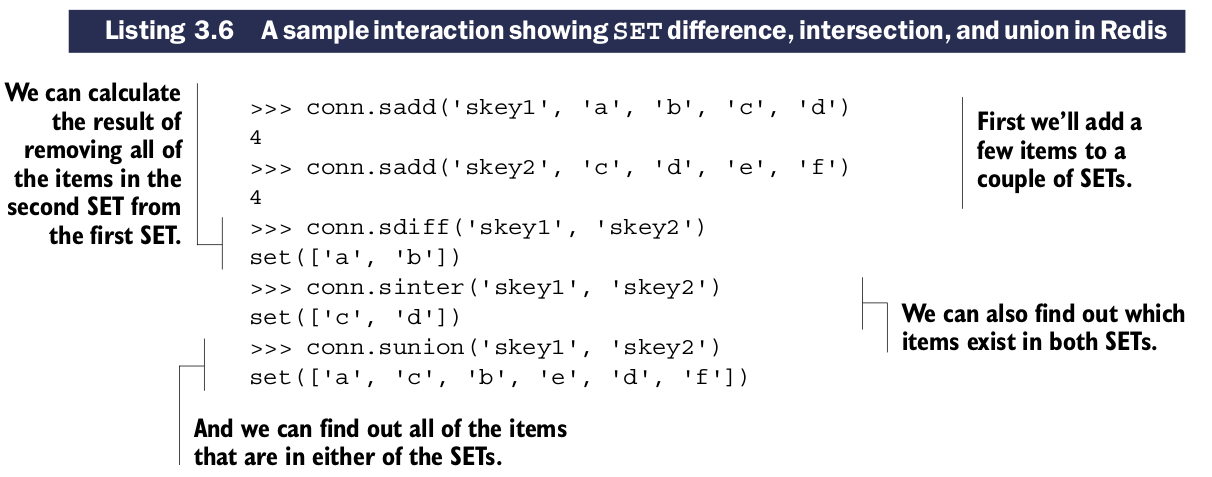 Listing 3.6 A sample interaction showing SET difference, intersection, and union in Redis
We can calculate
the result of
removing all of
the items in the
second SET from
the first SET.
>>> conn.sadd('skey1', 'a', 'b', 'c', 'd')
4
>>> conn.sadd('skey2', 'c', 'd', 'e', 'f')
4
>>> conn.sdiff('skey1', 'skey2')
set(['a', 'b'])
>>> conn.sinter('skey1', 'skey2')
set(['c', 'd'])
>>> conn.sunion('skey1', 'skey2')
set(['a', 'c', 'b', 'e', 'd', 'f'])
First we'll add a
few items to a
couple of SETs.
We can also find out which
items exist in both SETs.
And we can find out all of the items
that are in either of the SETs.